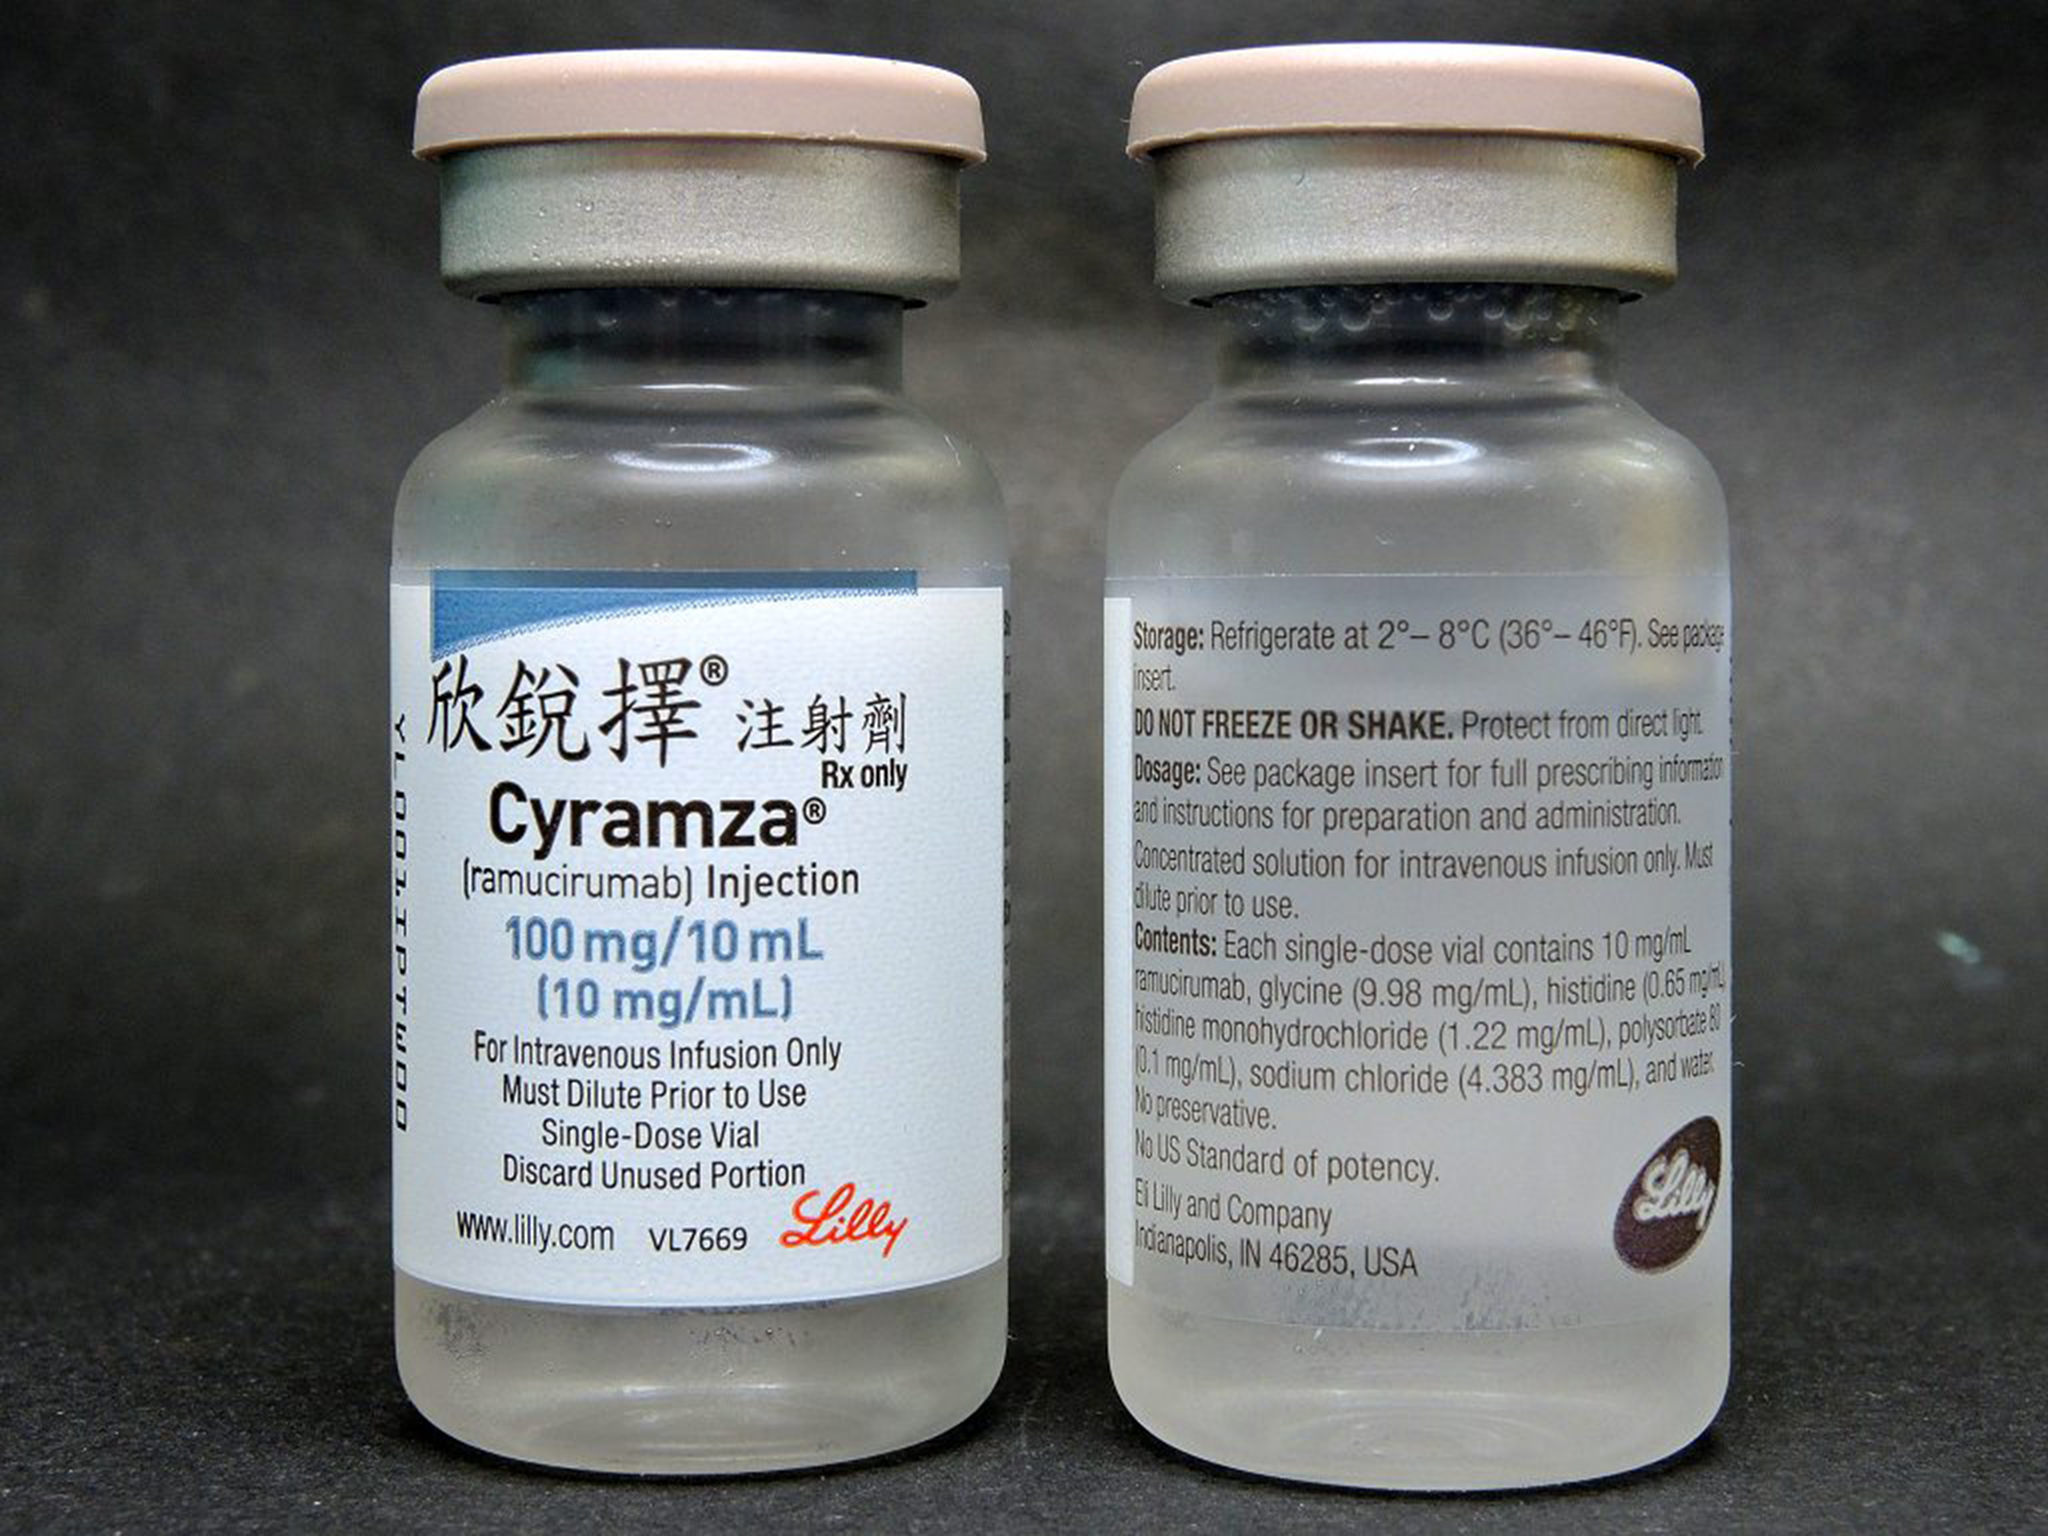 欣銳擇® 注射劑
Rx only
Cyramza®
(ramucirumab) Injection
100 mg/10 mL
(10 mg/mL)
For Intravenous Infusion Only
Must Dilute Prior to Use
Single-Dose Vial
Discard Unused Portion
www.lilly.com VL7669 Lilly
YL001IPTW00
Storage: Refrigerate at 2°– 8°C (36°– 46°F). See package
insert.
DO NOT FREEZE OR SHAKE. Protect from direct light.
Dosage: See package insert for full prescribing information
and instructions for preparation and administration.
Concentrated solution for intravenous infusion only. Must
dilute prior to use.
Contents: Each single-dose vial contains 10 mg/mL
ramucirumab, glycine (9.98 mg/mL), histidine (0.65 mg/mL)
histidine monohydrochloride (1.22 mg/mL), polysorbate 80
(0.1 mg/mL), sodium chloride (4.383 mg/mL), and water.
No preservative.
No US Standard of potency.
Eli Lilly and Company
Indianapolis, IN 46285, USA
Lilly